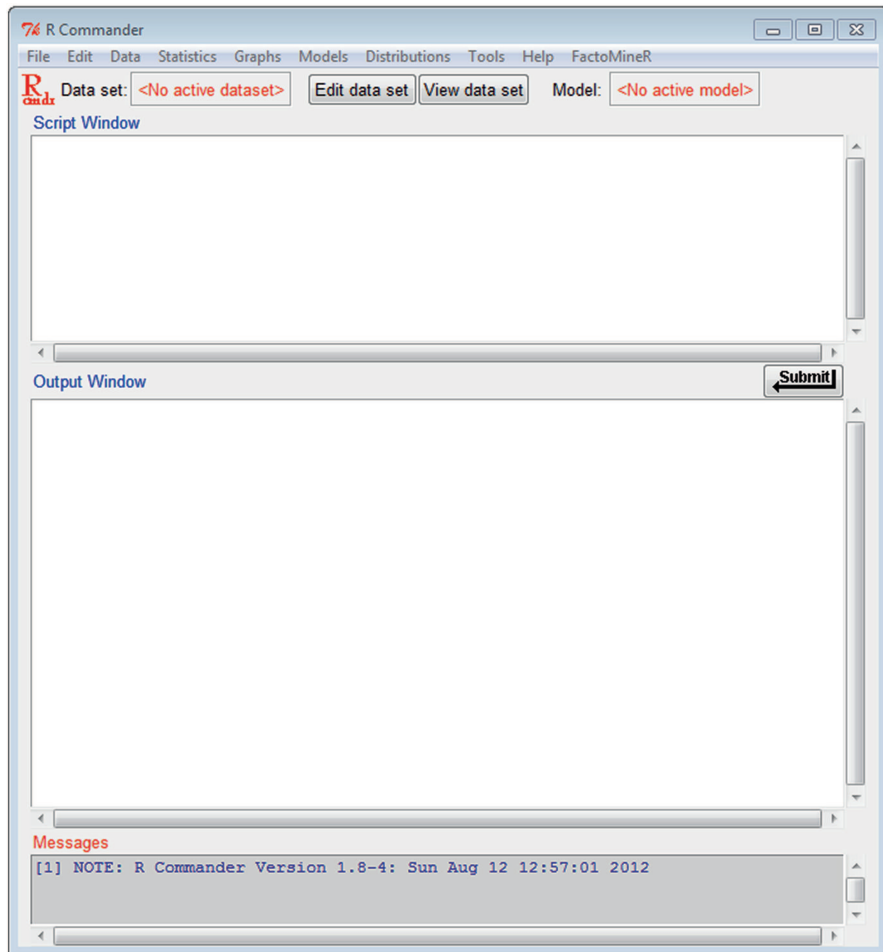 R Commander
File Edit Data Statistics Graphs Models Distributions Tools Help FactoMineR
R cmdr Data set: <No active dataset> Edit data set View data set Model: <No active model>
Script Window
Output Window Submit
Messages
[1] NOTE: R Commander Version 1.8-4: Sun Aug 12 12:57:01 2012